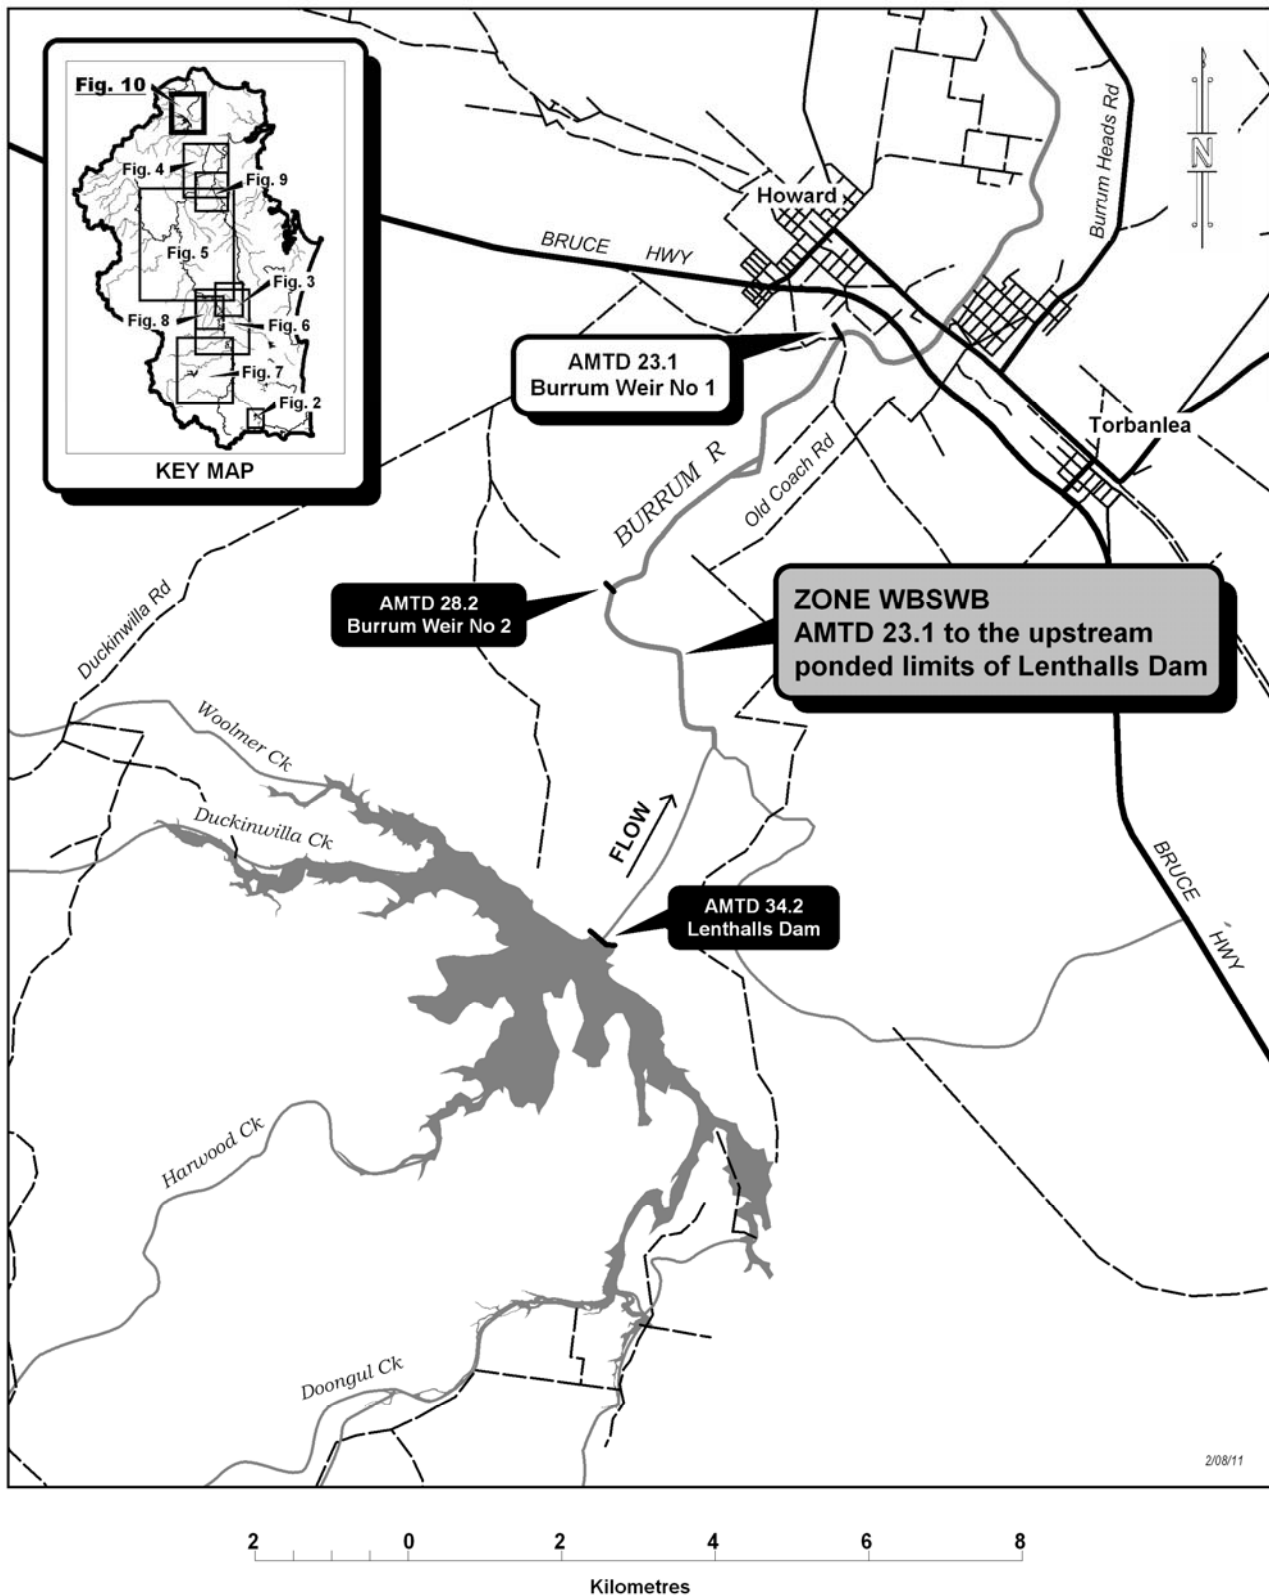 Fig. 10
Fig. 4
Fig. 9
Fig. 5
Fig. 3
Fig. 8
Fig. 6
Fig. 7
Fig. 2
KEY MAP
N
Burrum Heads Rd
Howard
BRUCE HWY
AMTD 23.1
Burrum Weir No 1
Torbanlea
BURRUM R
Old Coach Rd
Duckinwilla Rd
AMTD 28.2
Burrum Weir No 2
ZONE WBSWB
AMTD 23.1 to the upstream
ponded limits of Lenthalls Dam
Woolmer Ck
Duckinwilla Ck
FLOW
BRUCE HWY
AMTD 34.2
Lenthalls Dam
Harwood Ck
Doongul Ck
2/08/11
2 0 2 4 6 8
Kilometres